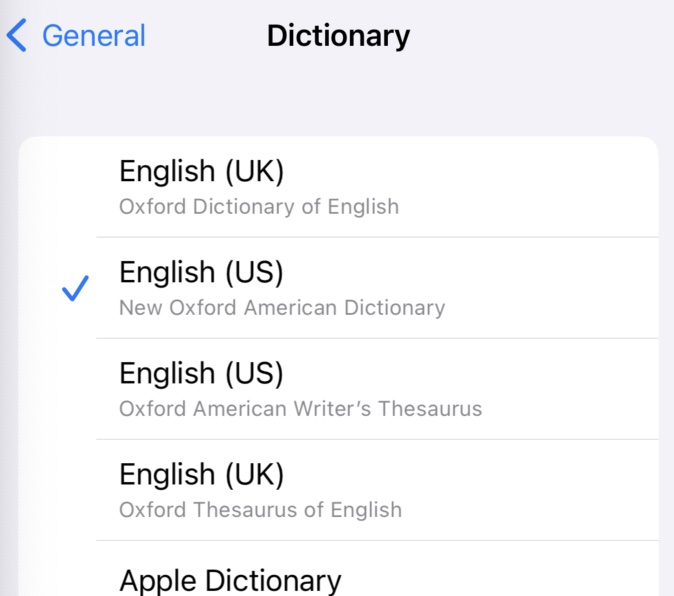 General
Dictionary
English (UK)
Oxford Dictionary of English
English (US)
New Oxford American Dictionary
English (US)
Oxford American Writer’s Thesaurus
English (UK)
Oxford Thesaurus of English
Apple Dictionary